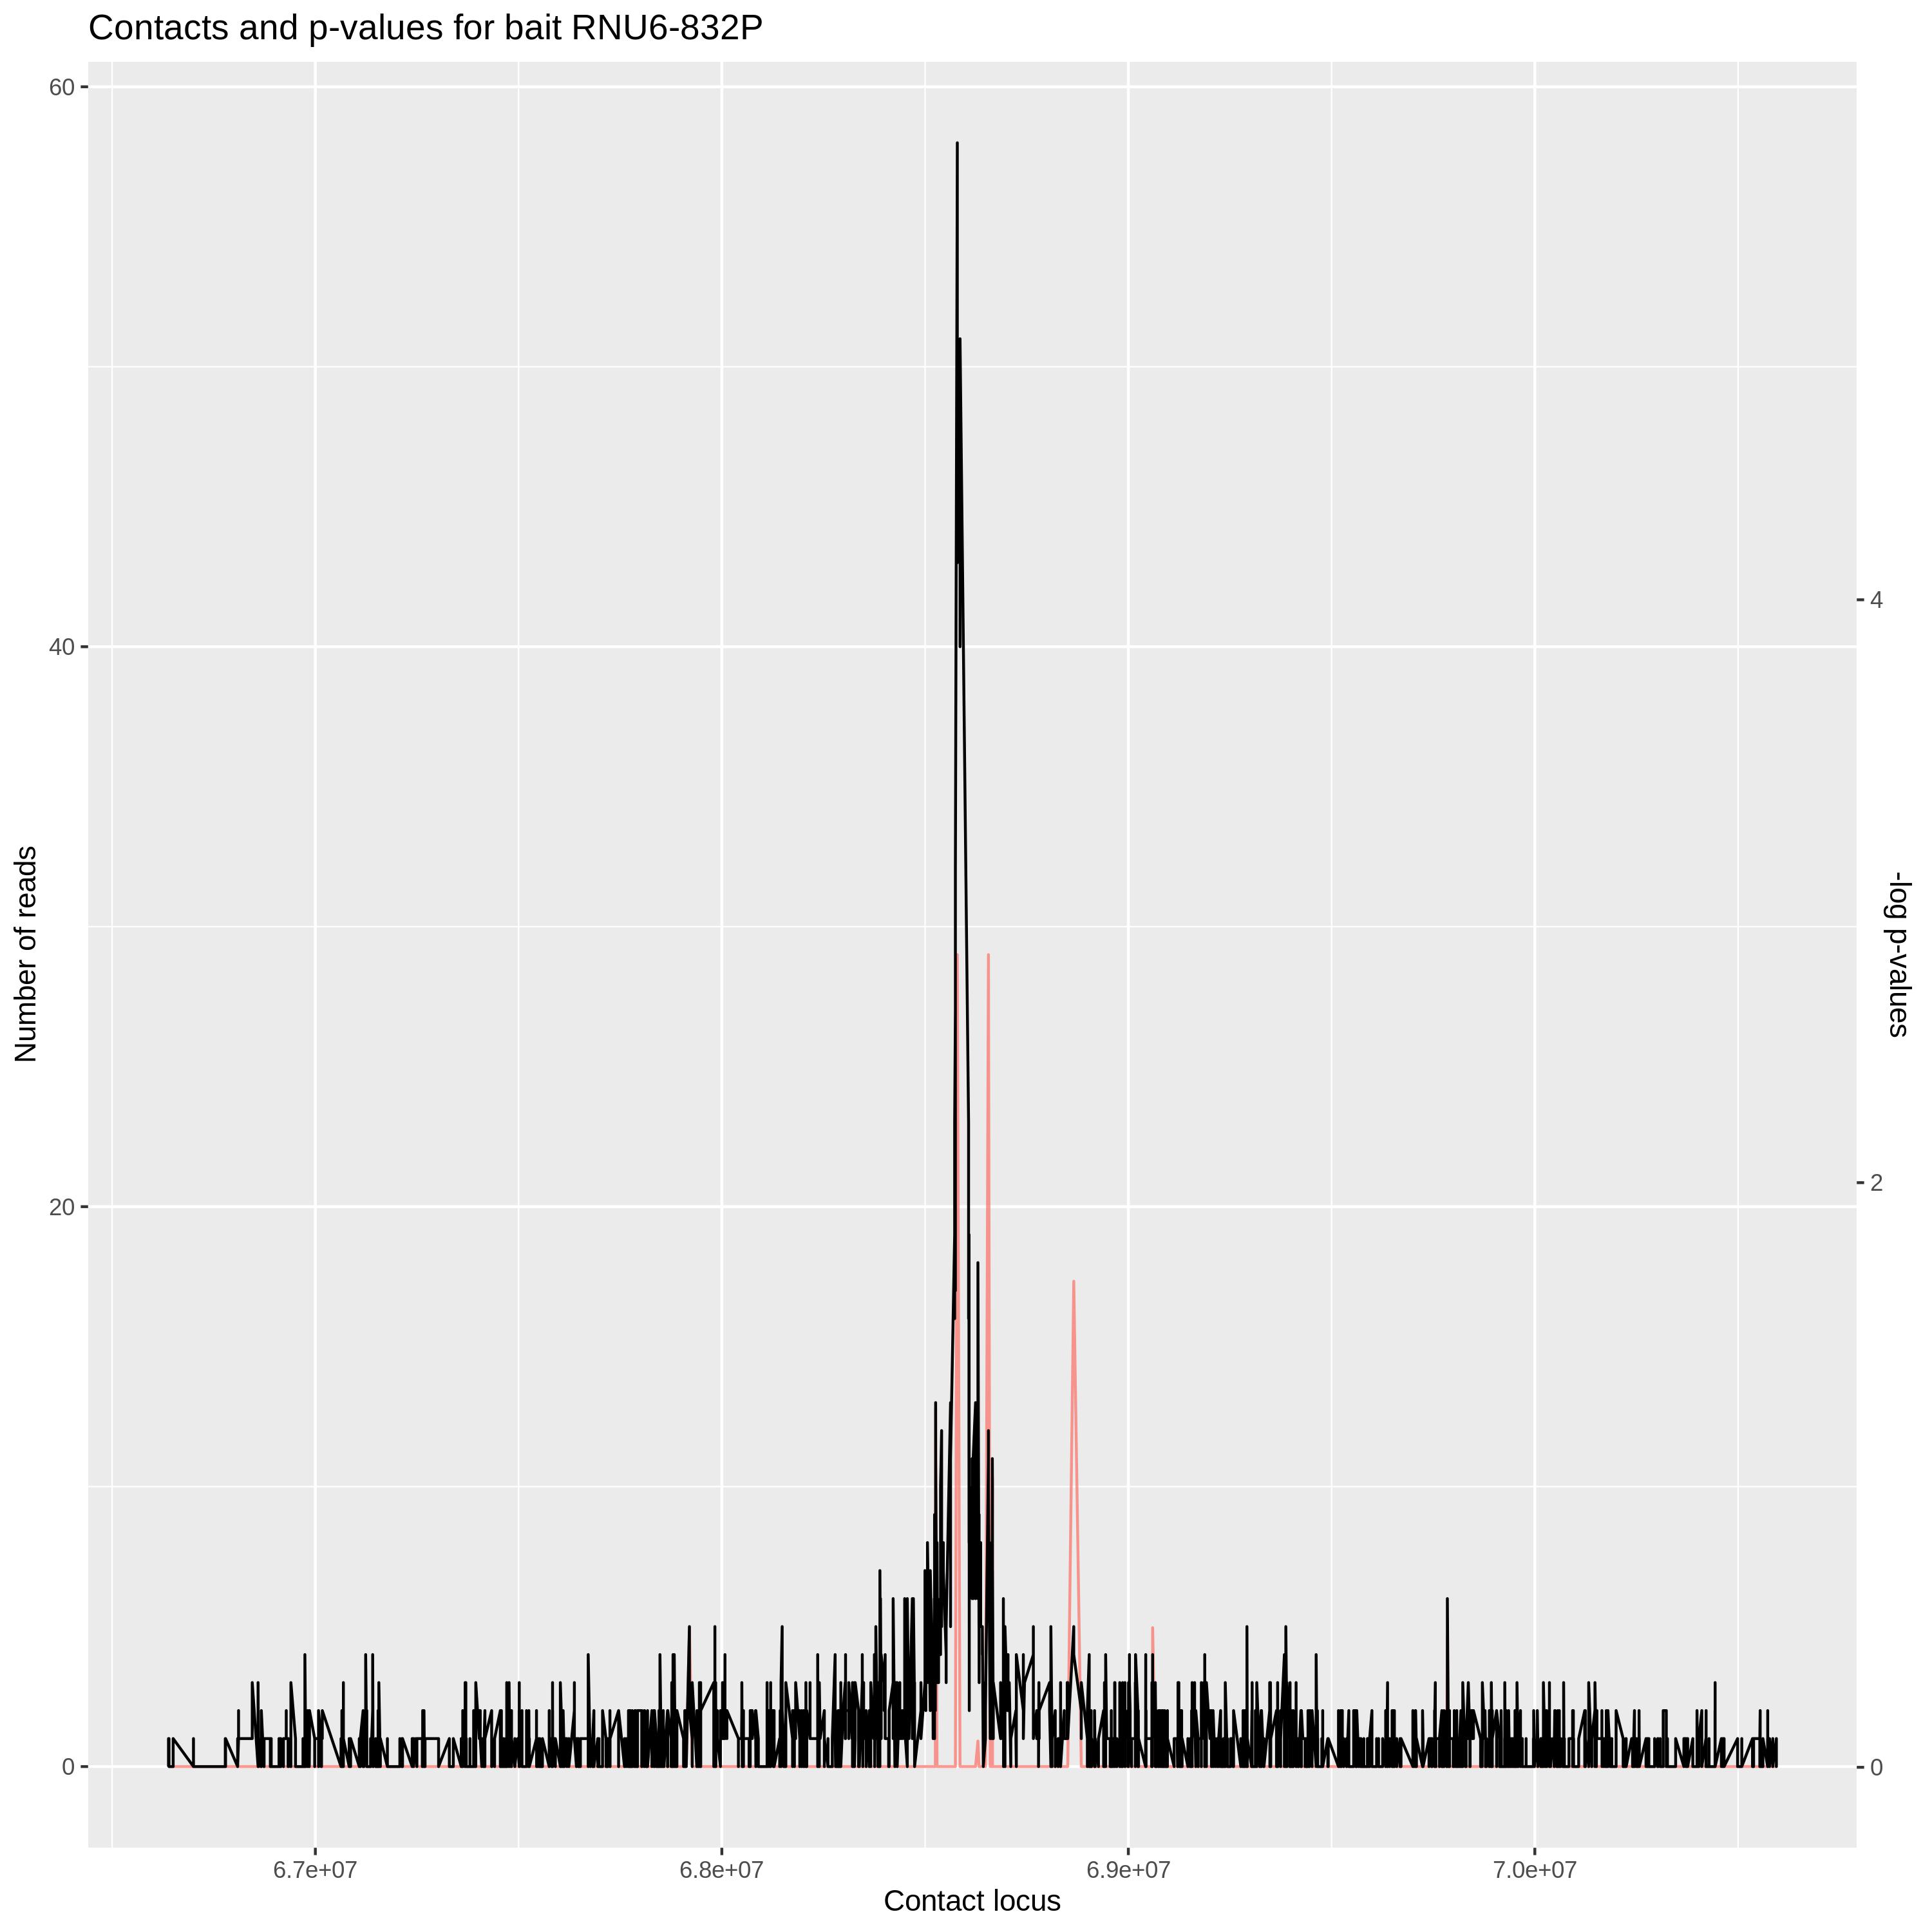 Contacts and p-values for bait RNU6-832P
60
40
20
0
4
2
0
Number of reads
-log p-values
6.7e+07 6.8e+07 6.9e+07 7.0e+07
Contact locus